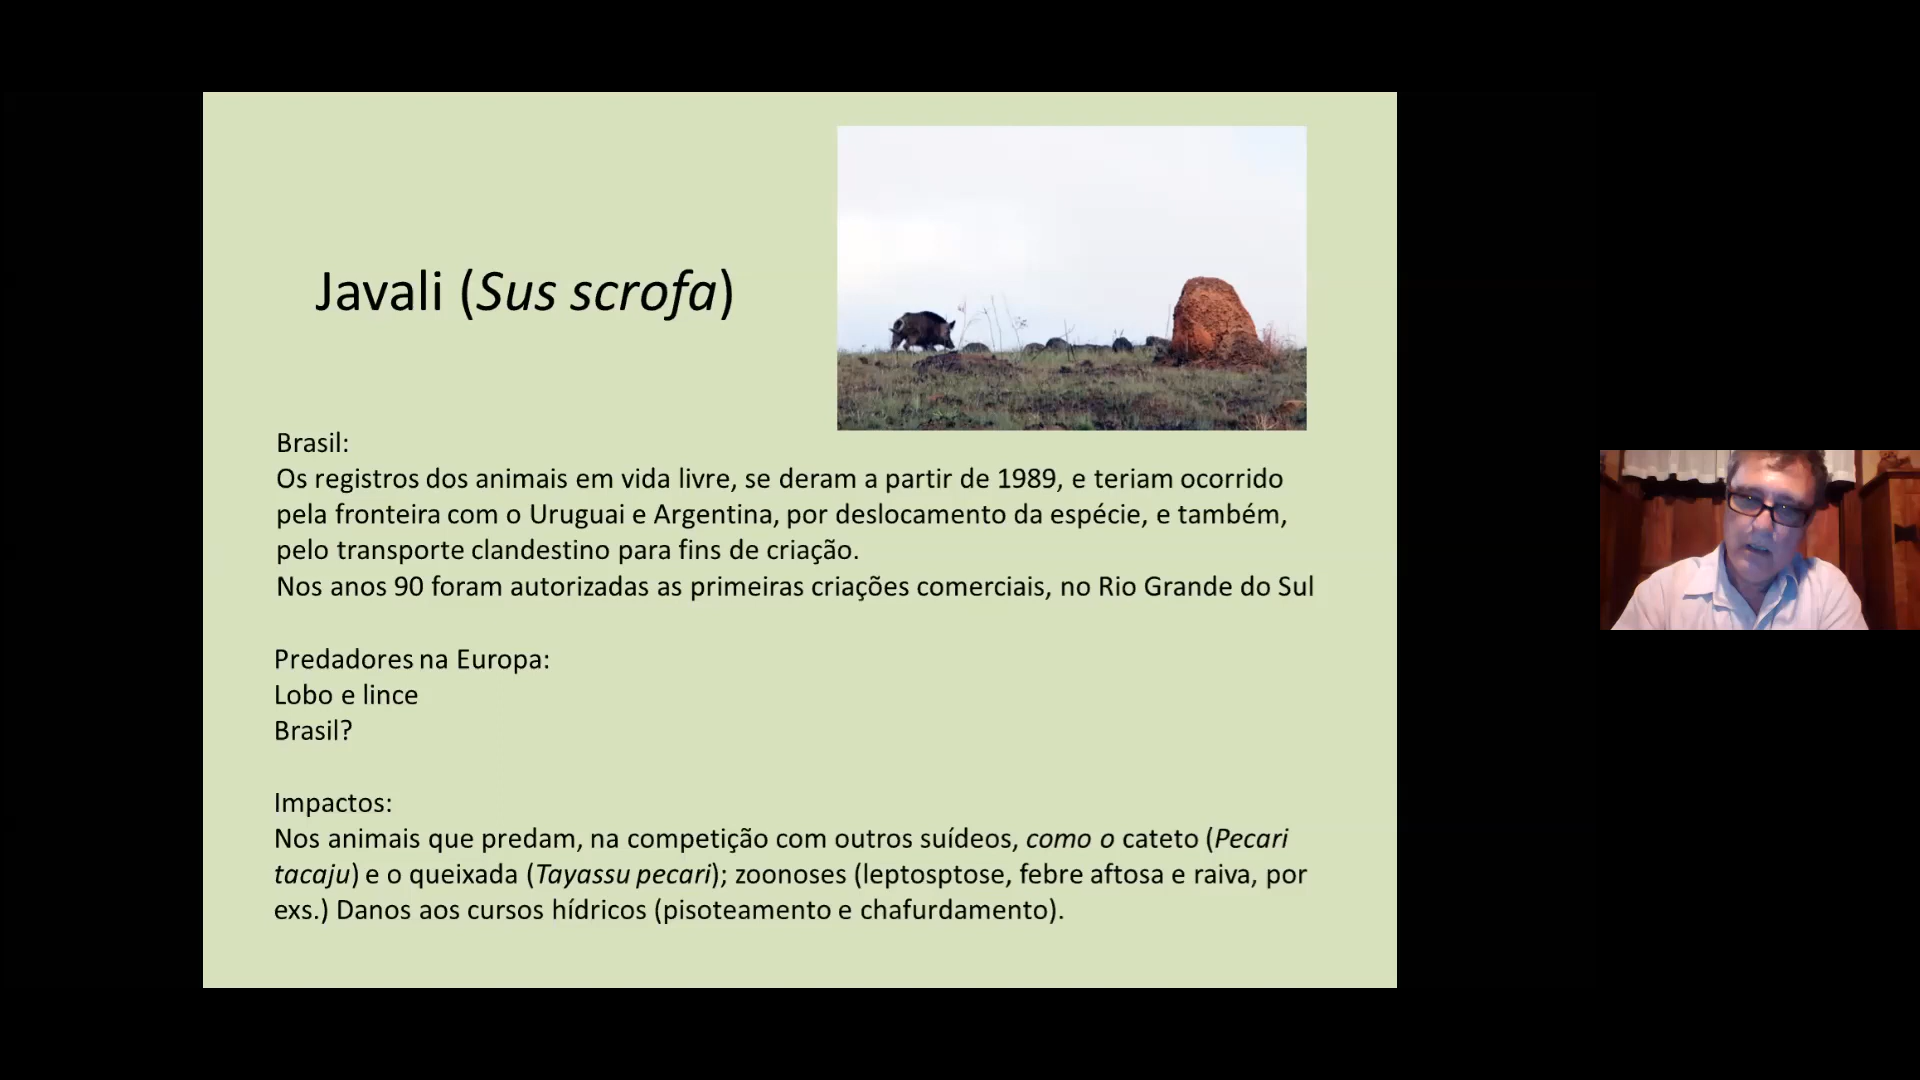 Javali (Sus scrofa)
Brasil:
Os registros dos animais em vida livre, se deram a partir de 1989, e teriam ocorrido
pela fronteira com o Uruguai e Argentina, por deslocamento da espécie, e também,
pelo transporte clandestino para fins de criação.
Nos anos 90 foram autorizadas as primeiras criações comerciais, no Rio Grande do Sul
Predadores na Europa:
Lobo e lince
Brasil?
Impactos:
Nos animais que predam, na competição com outros suídeos, como o cateto (Pecari
tacaju) e o queixada (Tayassu pecari); zoonoses (leptosptose, febre aftosa e raiva, por
exs.) Danos aos cursos hídricos (pisoteamento e chafurdamento).